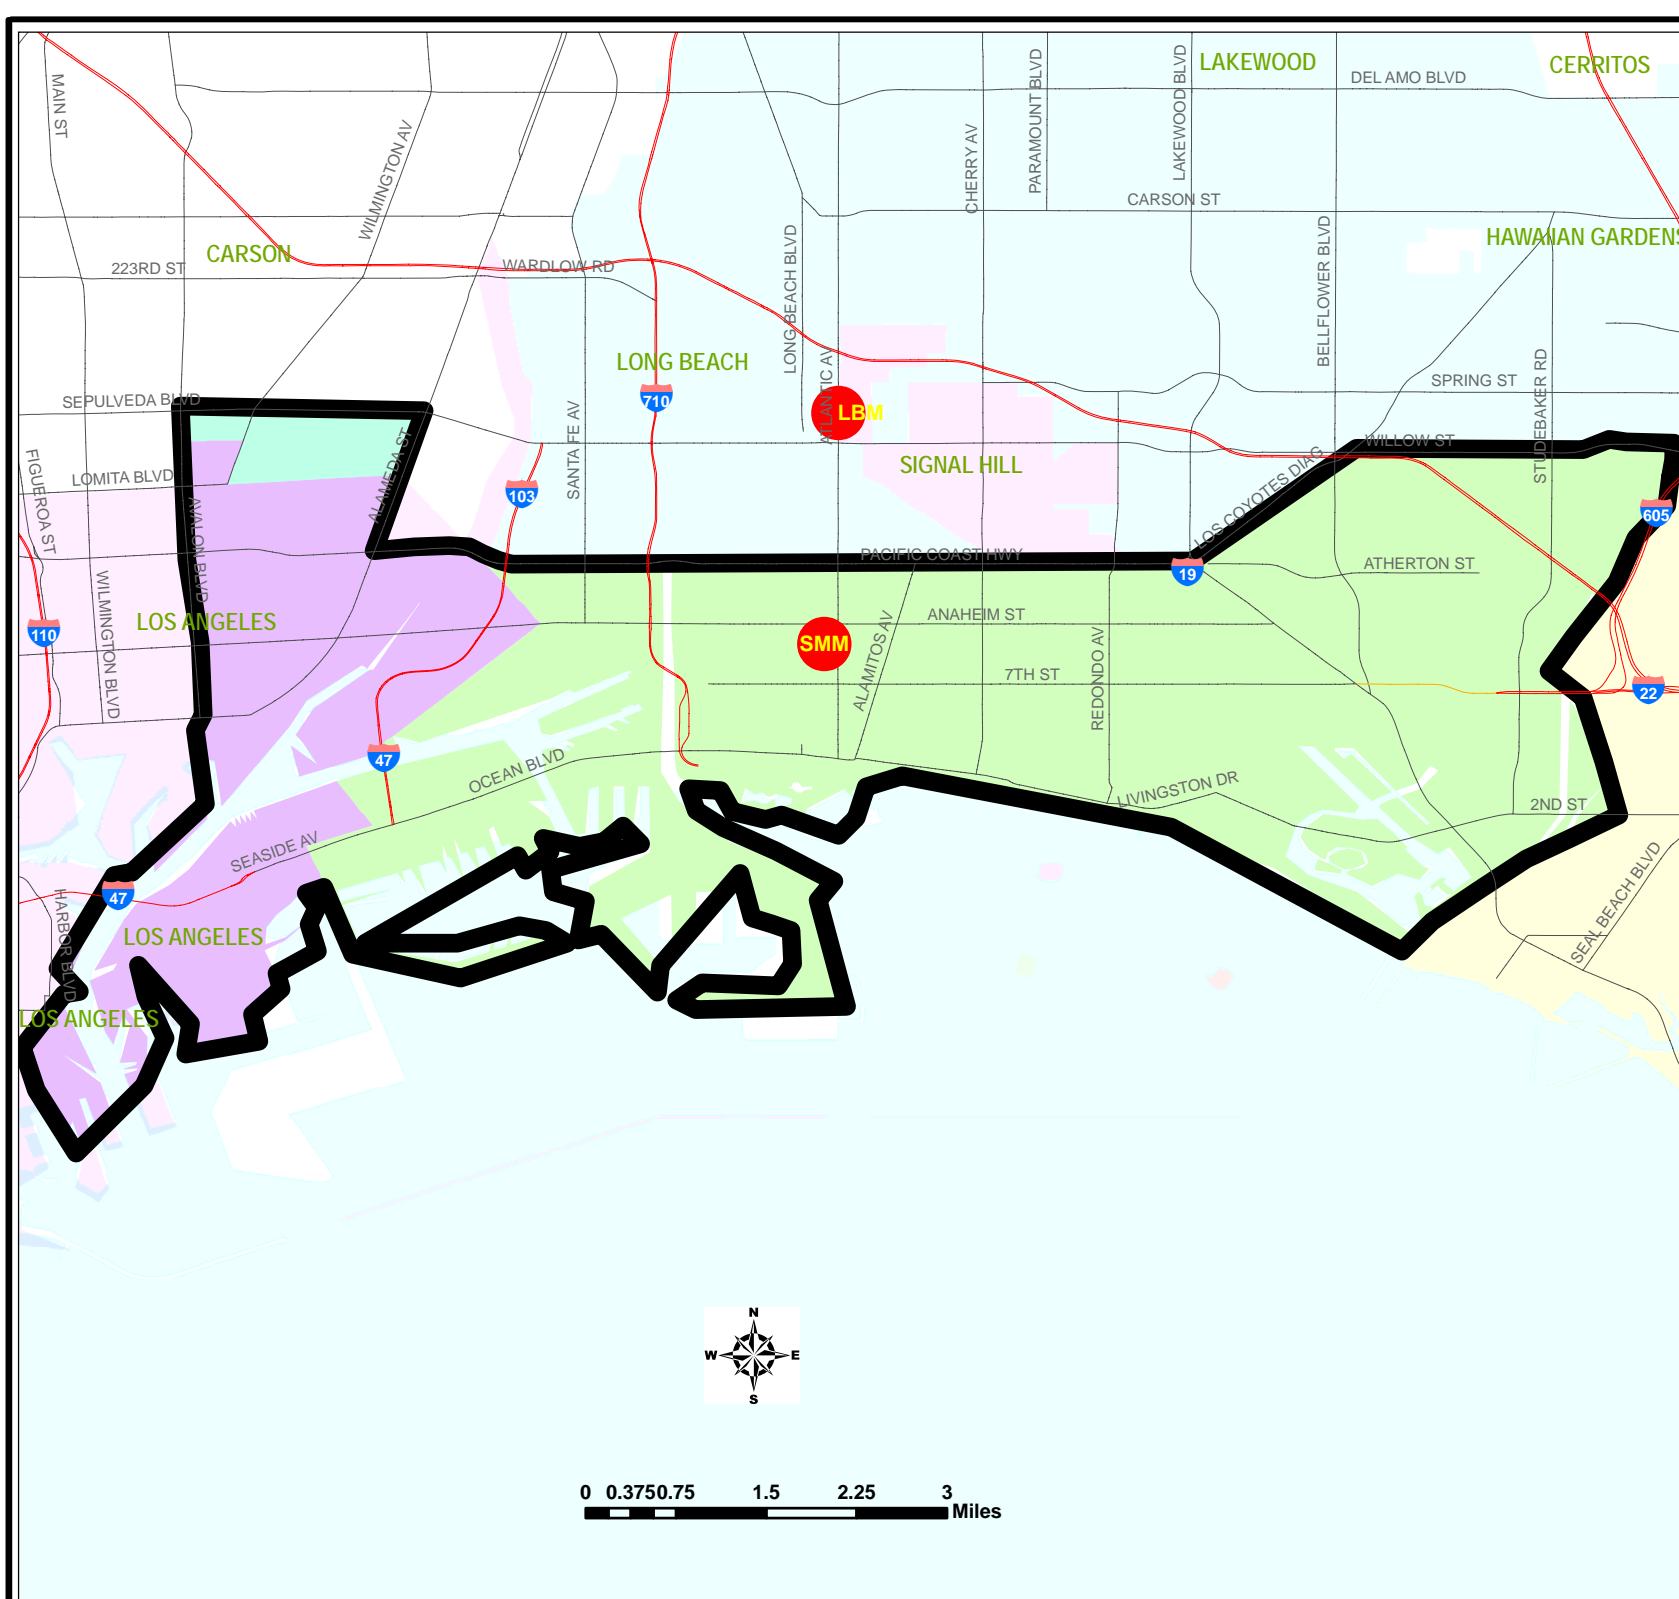 LAKEWOOD
CERRITOS
DEL AMO BLVD
MAIN ST
WILMINGTON AV
CHERRY AV
PARAMOUNT BLVD
LAKEWOOD BLVD
CARSON ST
CARSON
223RD ST
WARDLOW RD
LONG BEACH BLVD
BELLFLOWER BLVD
HAWAIIAN GARDENS
LONG BEACH
710
ATLANTIC AV
LBM
SPRING ST
STUDEBAKER RD
SEPULVEDA BLVD
SANTA FE AV
SIGNAL HILL
WILLOW ST
FIGUEROA ST
LOMITA BLVD
ALAMEDA ST
103
LOS COYOTES DIAG
605
AVALON BLVD
PACIFIC COAST HWY
19
ATHERTON ST
WILMINGTON BLVD
LOS ANGELES
110
ANAHEIM ST
SMM
ALAMITOS AV
REDONDO AV
7TH ST
22
47
OCEAN BLVD
LIVINGSTON DR
2ND ST
SEASIDE AV
47
HARBOR BLVD
LOS ANGELES
SEAL BEACH BLVD
LOS ANGELES
N
W
E
S
0 0.375 0.75 1.5 2.25 3
Miles